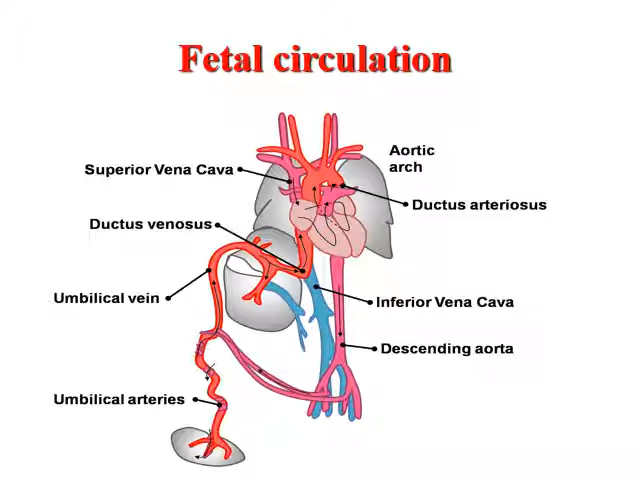 Fetal circulation
Aortic
arch
Superior Vena Cava
Ductus arteriosus
Ductus venosus
Umbilical vein
Inferior Vena Cava
Descending aorta
Umbilical arteries